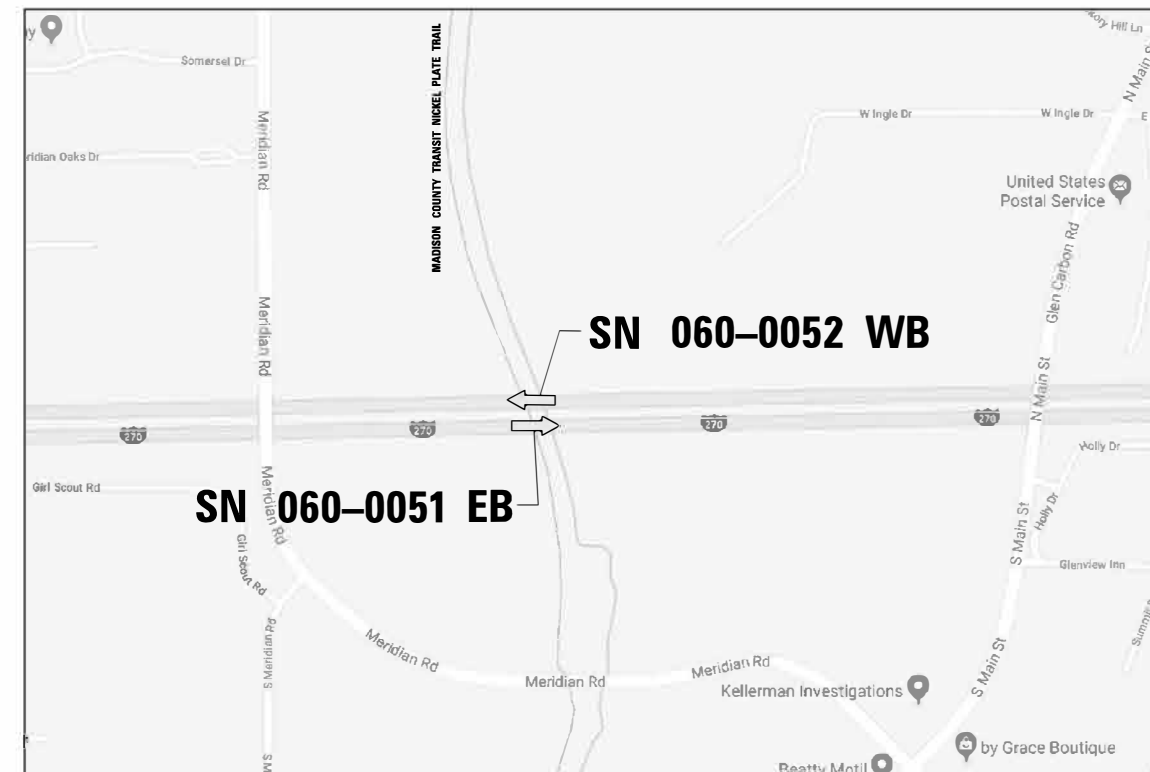 Hill Ln
Somerset Dr
MADISON COUNTY TRANSIT NICKEL PLATE TRAIL
N Main
W Ingle Dr
W Ingle Dr
E
Meridian Rd
Oaks Dr
United States
Postal Service
Glen Carbon Rd
Meridian Rd
SN 060–0052 WB
N Main St
270
270
270
270
Holly Dr
Girl Scout Rd
Meridian Rd
SN 060–0051 EB
Holly Dr
S Main St
Girl Scout Rd
Glenview Inn
S Meridian Rd
Meridian Rd
Meridian Rd
Meridian Rd
Kellerman Investigations
S Main St
by Grace Boutique
S M
Beatty Motil